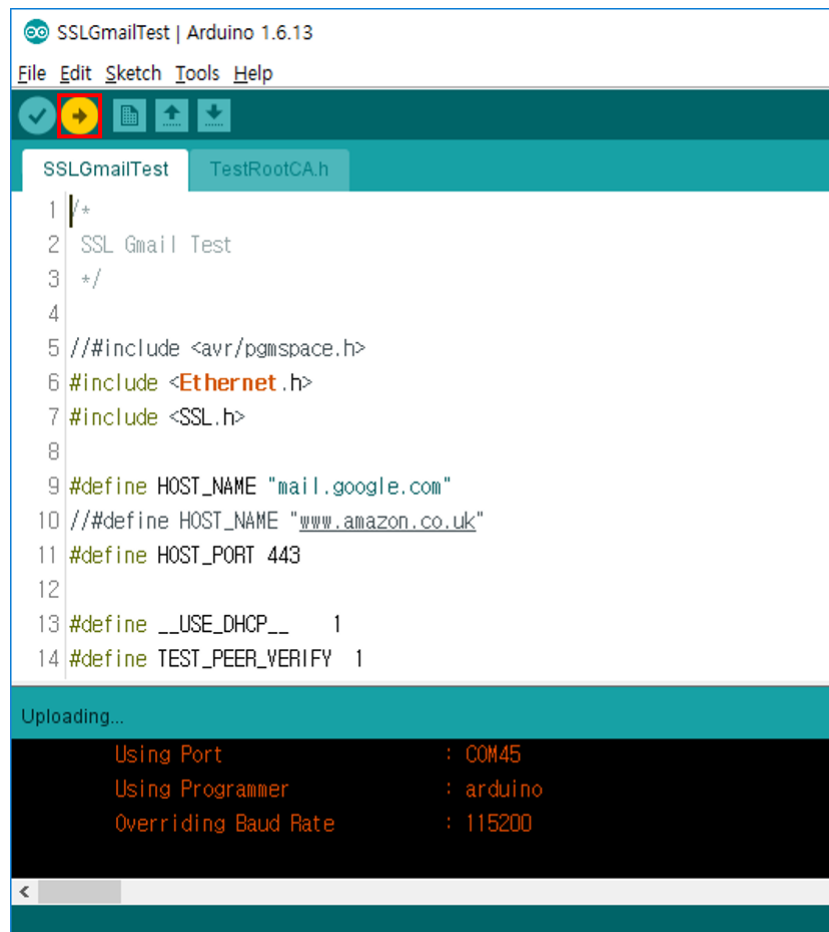 SSLGmailTest | Arduino 1.6.13
File Edit Sketch Tools Help
SSLGmailTest TestRootCA.h
1 /*
2 SSL Gmail Test
3 */
4
5 //#include <avr/pgmspace.h>
6 #include <Ethernet.h>
7 #include <SSL.h>
8
9 #define HOST_NAME "mail.google.com"
10 //#define HOST_NAME "www.amazon.co.uk"
11 #define HOST_PORT 443
12
13 #define __USE_DHCP__ 1
14 #define TEST_PEER_VERIFY 1
Uploading...
Using Port : COM45
Using Programmer : arduino
Overriding Baud Rate : 115200